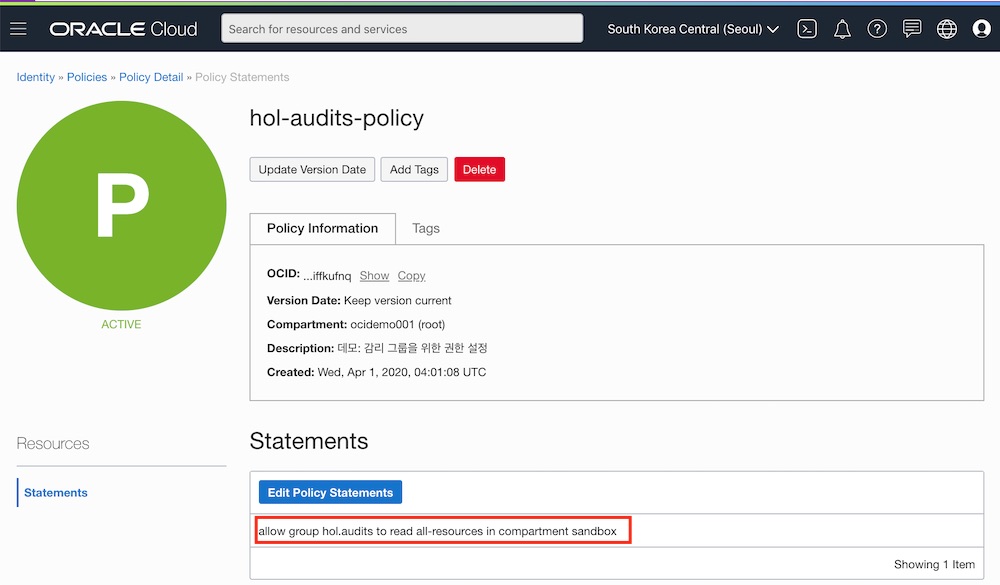 ORACLE Cloud
Search for resources and services
South Korea Central (Seoul)
Identity » Policies » Policy Detail » Policy Statements
P
ACTIVE
hol-audits-policy
Update Version Date
Add Tags
Delete
Policy Information
Tags
OCID: ...iffkufnq Show Copy
Version Date: Keep version current
Compartment: ocidemo001 (root)
Description: 데모: 감리 그룹을 위한 권한 설정
Created: Wed, Apr 1, 2020, 04:01:08 UTC
Resources
Statements
Statements
Edit Policy Statements
allow group hol.audits to read all-resources in compartment sandbox
Showing 1 Item